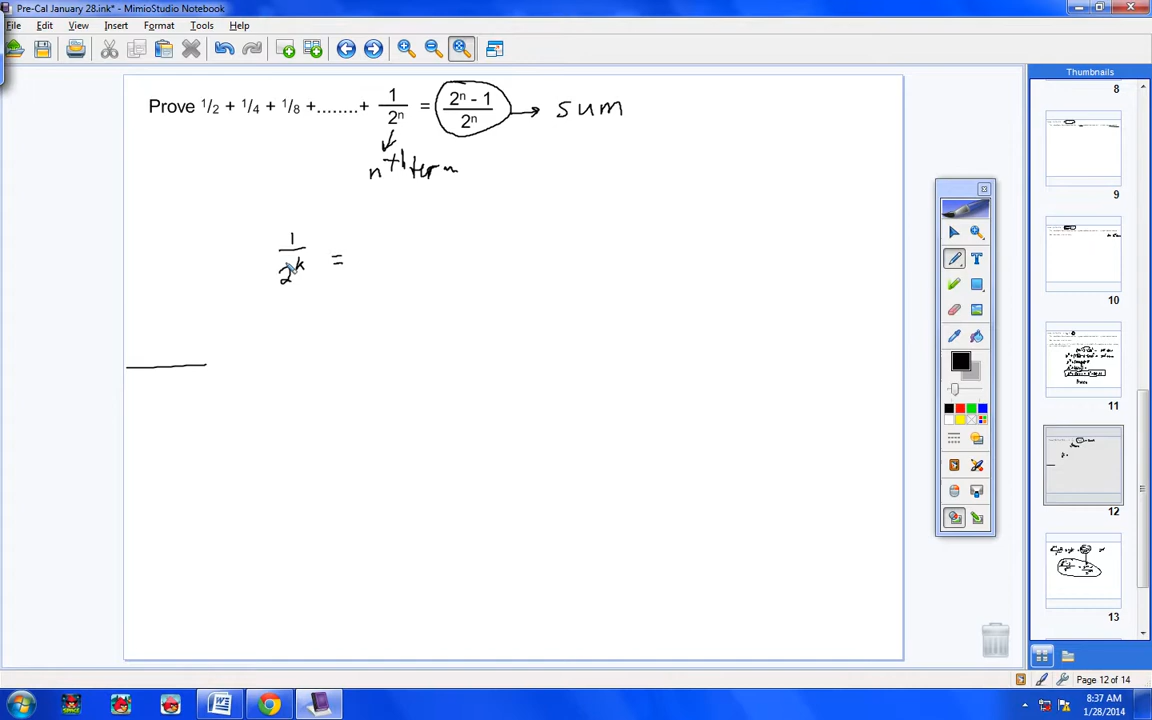 Pre-Cal January 28.ink* - MimioStudio Notebook
File Edit View Insert Format Tools Help
Prove 1/2 + 1/4 + 1/8 +........+ 1/2ⁿ = (2ⁿ - 1)/2ⁿ → sum
nth term
1/2ᵏ =
Thumbnails
8
9
10
11
12
13
Page 12 of 14
8:37 AM
1/28/2014